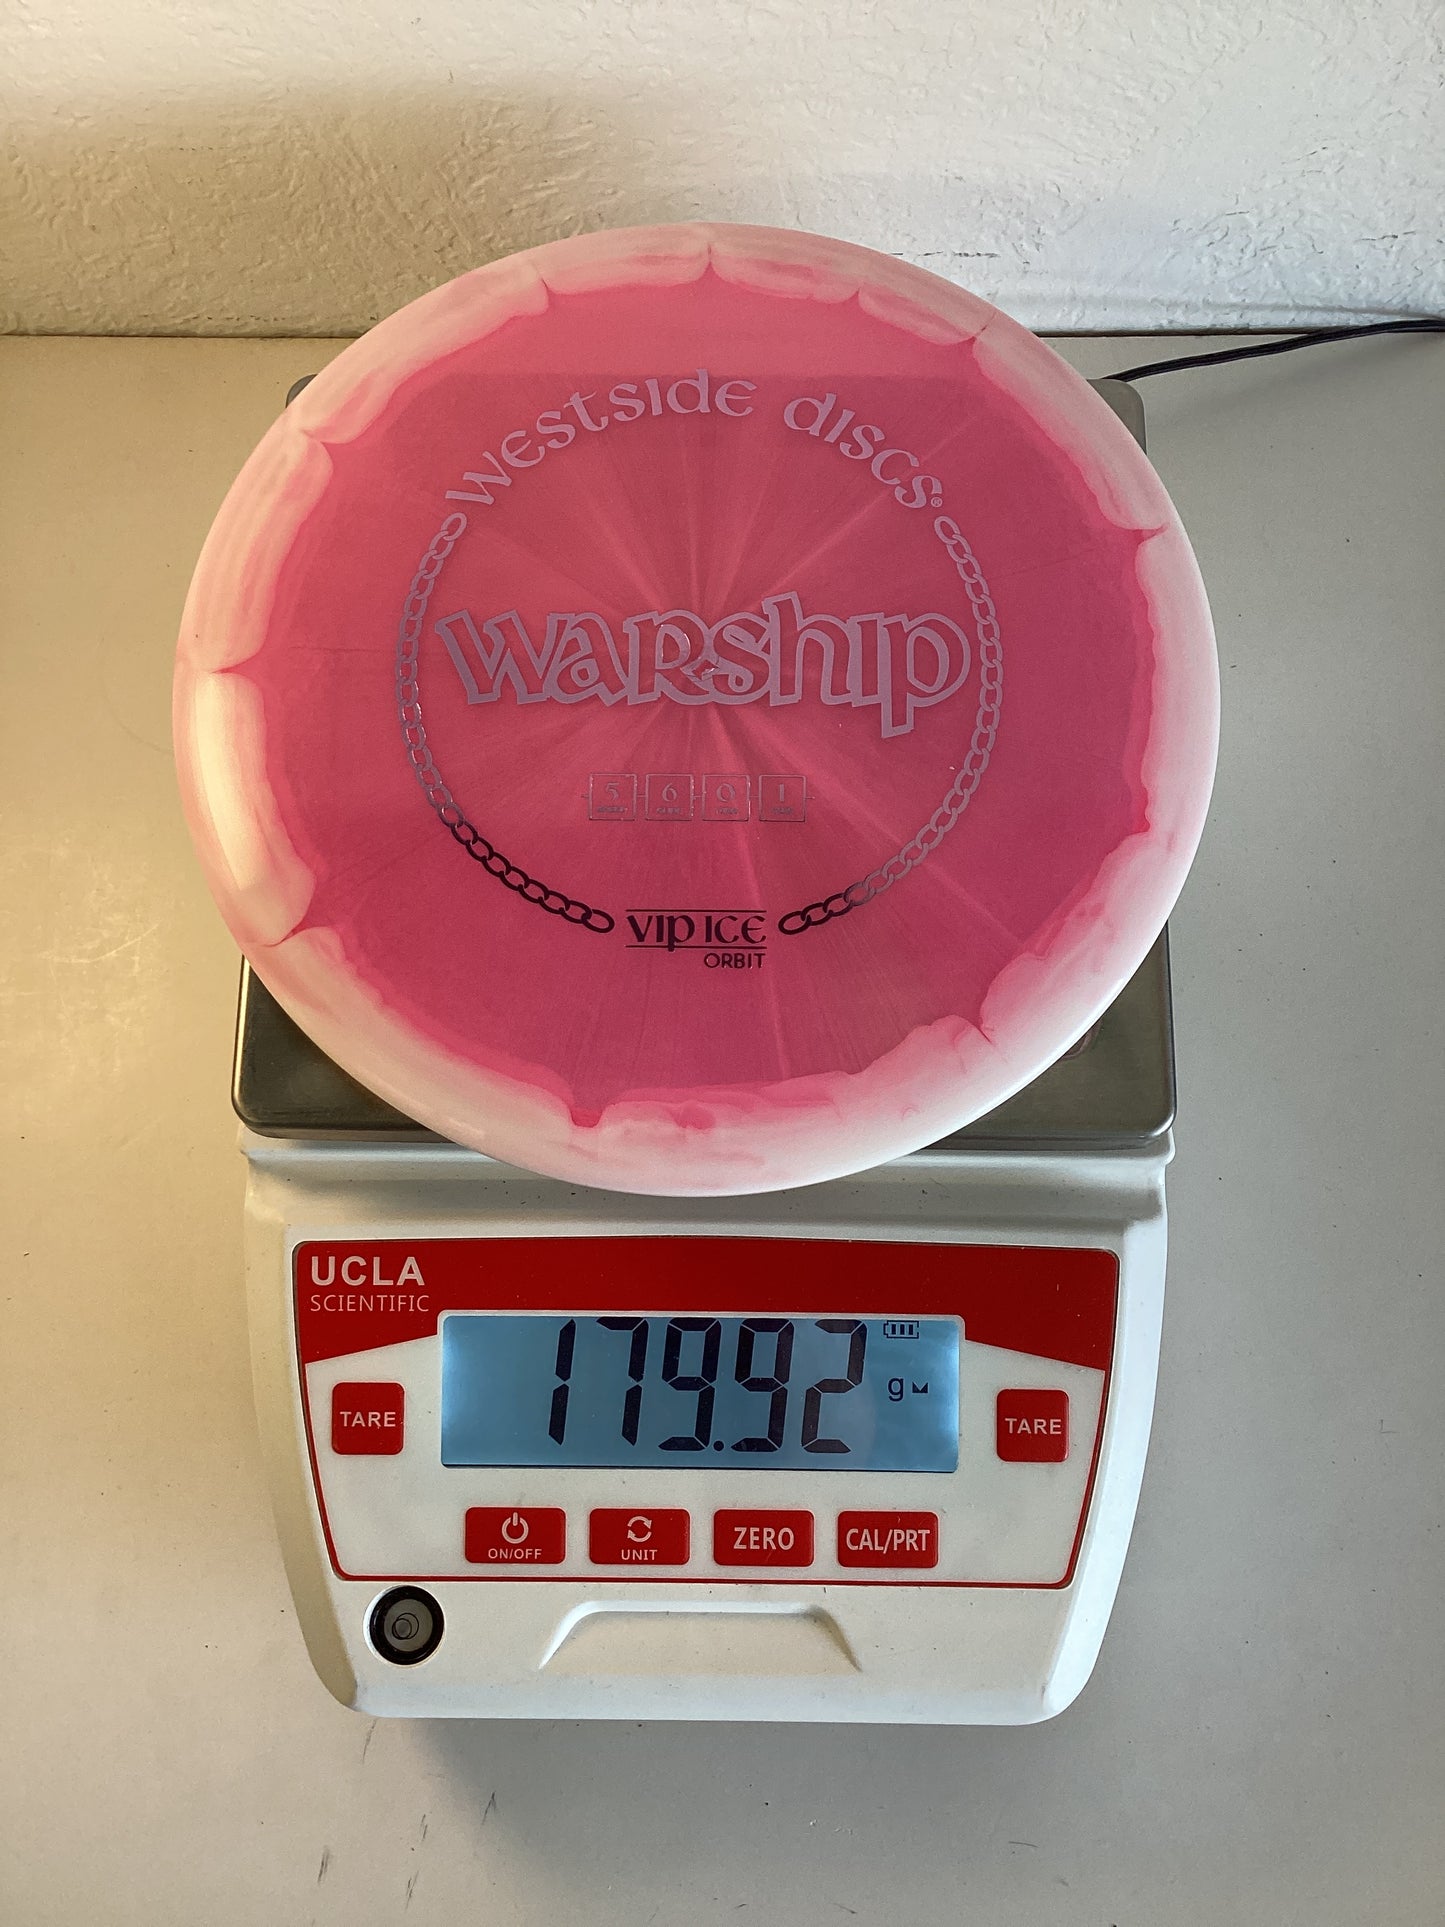 westside discs®
warship
5 6 0 1
VIP ICE
ORBIT
UCLA
SCIENTIFIC
179.92 g
TARE
TARE
ON/OFF
UNIT
ZERO
CAL/PRT